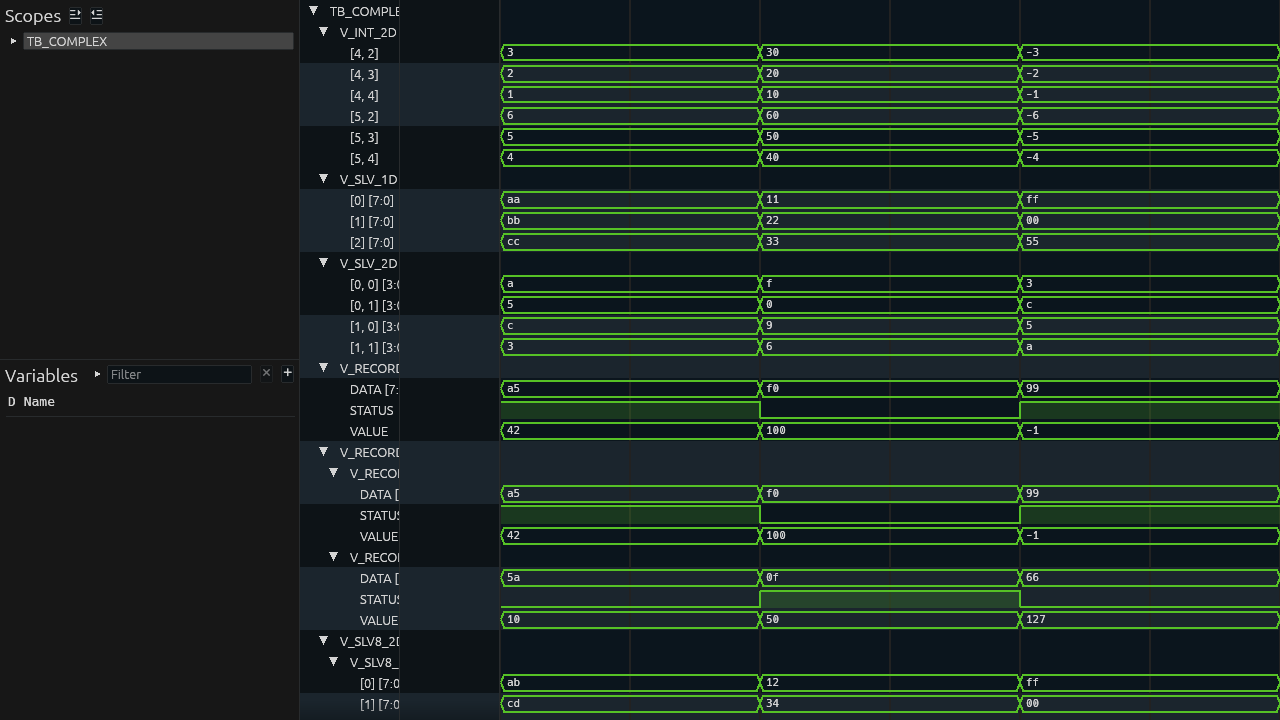 Scopes
TB_COMPLEX
Variables Filter × +
D Name
TB_COMPLE
V_INT_2D
[4, 2] 3 30 -3
[4, 3] 2 20 -2
[4, 4] 1 10 -1
[5, 2] 6 60 -6
[5, 3] 5 50 -5
[5, 4] 4 40 -4
V_SLV_1D
[0] [7:0] aa 11 ff
[1] [7:0] bb 22 00
[2] [7:0] cc 33 55
V_SLV_2D
[0, 0] [3:0 a f 3
[0, 1] [3:0 5 0 c
[1, 0] [3:0 c 9 5
[1, 1] [3:0 3 6 a
V_RECORD
DATA [7: a5 f0 99
STATUS
VALUE 42 100 -1
V_RECORD
V_RECOR
DATA [ a5 f0 99
STATUS
VALUE 42 100 -1
V_RECOR
DATA [ 5a 0f 66
STATUS
VALUE 10 50 127
V_SLV8_2D
V_SLV8_
[0] [7:0 ab 12 ff
[1] [7:0 cd 34 00